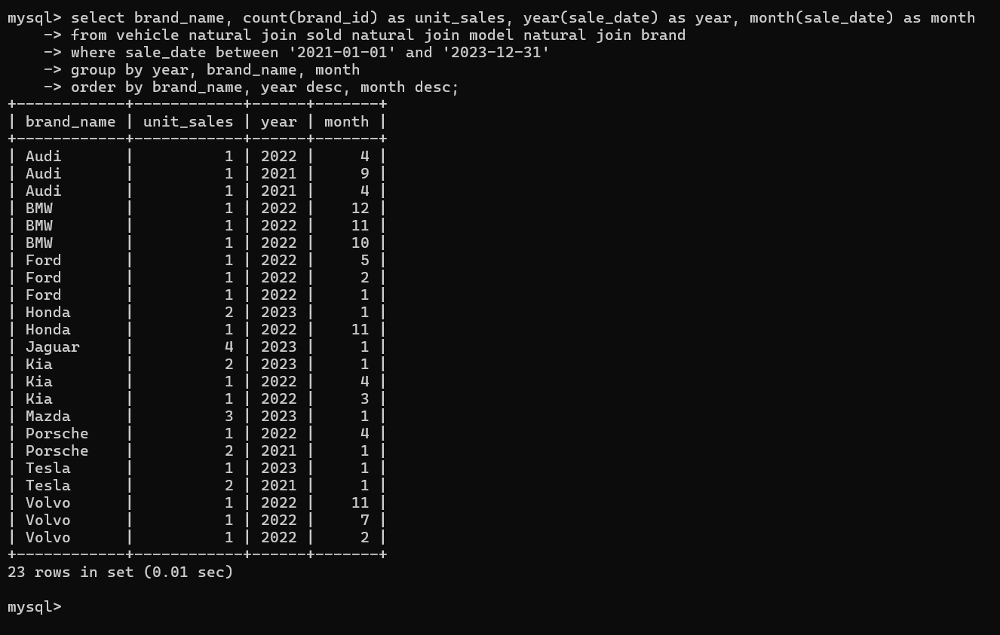 mysql> select brand_name, count(brand_id) as unit_sales, year(sale_date) as year, month(sale_date) as month
    -> from vehicle natural join sold natural join model natural join brand
    -> where sale_date between '2021-01-01' and '2023-12-31'
    -> group by year, brand_name, month
    -> order by brand_name, year desc, month desc;
+------------+------------+------+-------+
| brand_name | unit_sales | year | month |
+------------+------------+------+-------+
| Audi       |          1 | 2022 |     4 |
| Audi       |          1 | 2021 |     9 |
| Audi       |          1 | 2021 |     4 |
| BMW        |          1 | 2022 |    12 |
| BMW        |          1 | 2022 |    11 |
| BMW        |          1 | 2022 |    10 |
| Ford       |          1 | 2022 |     5 |
| Ford       |          1 | 2022 |     2 |
| Ford       |          1 | 2022 |     1 |
| Honda      |          2 | 2023 |     1 |
| Honda      |          1 | 2022 |    11 |
| Jaguar     |          4 | 2023 |     1 |
| Kia        |          2 | 2023 |     1 |
| Kia        |          1 | 2022 |     4 |
| Kia        |          1 | 2022 |     3 |
| Mazda      |          3 | 2023 |     1 |
| Porsche    |          1 | 2022 |     4 |
| Porsche    |          2 | 2021 |     1 |
| Tesla      |          1 | 2023 |     1 |
| Tesla      |          2 | 2021 |     1 |
| Volvo      |          1 | 2022 |    11 |
| Volvo      |          1 | 2022 |     7 |
| Volvo      |          1 | 2022 |     2 |
+------------+------------+------+-------+
23 rows in set (0.01 sec)
mysql>